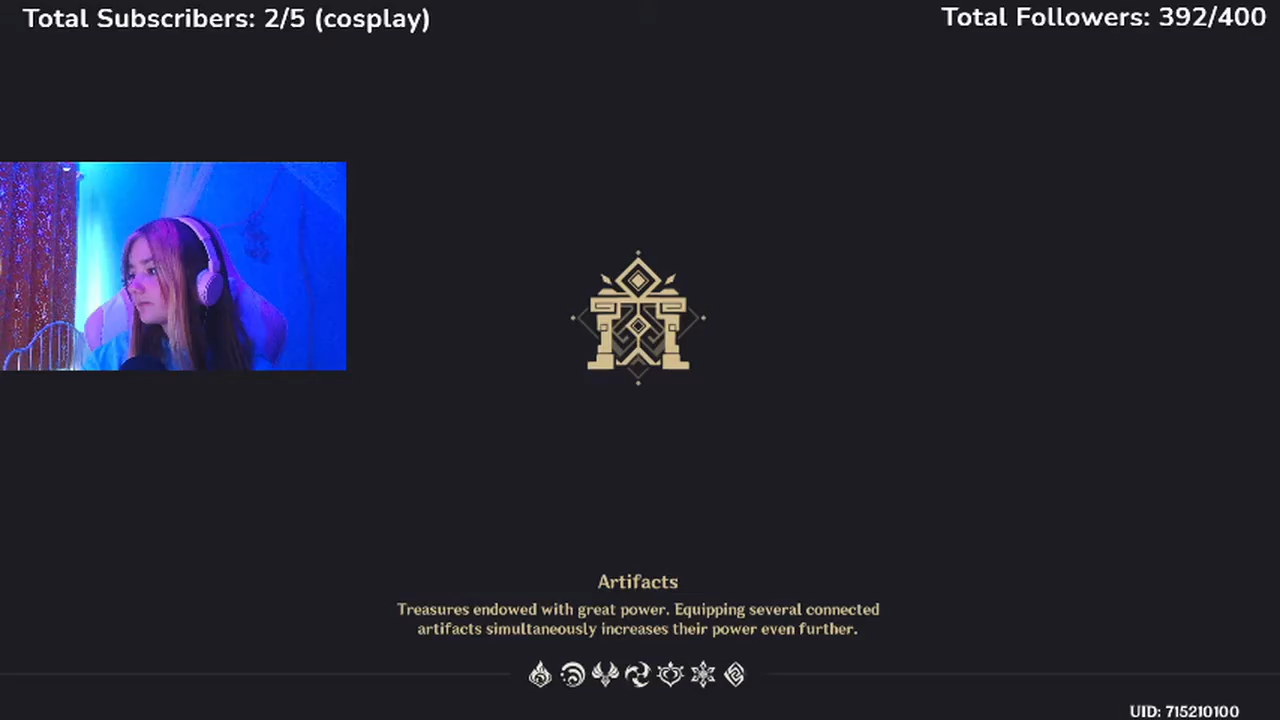 Total Subscribers: 2/5 (cosplay)
Total Followers: 392/400
Artifacts
Treasures endowed with great power. Equipping several connected
artifacts simultaneously increases their power even further.
UID: 715210100